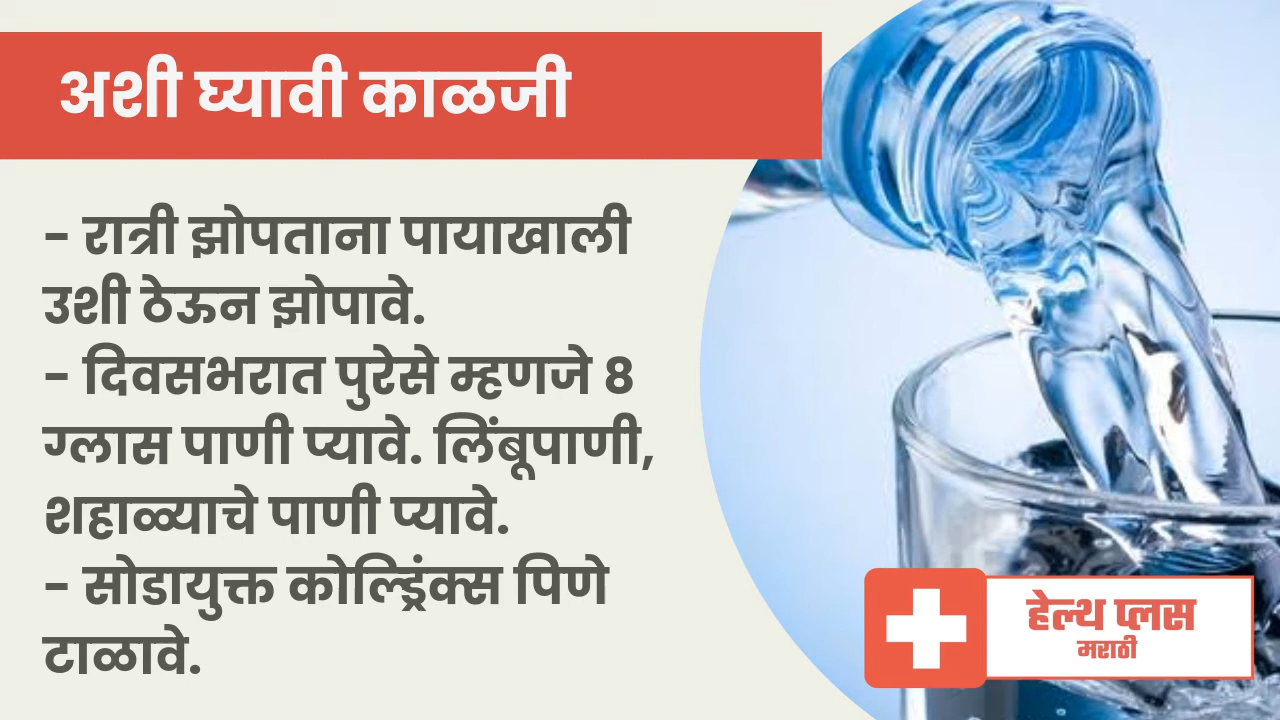 अशी घ्यावी काळजी
- रात्री झोपताना पायाखाली
उशी ठेऊन झोपावे.
- दिवसभरात पुरेसे म्हणजे 8
ग्लास पाणी प्यावे. लिंबूपाणी,
शहाळ्याचे पाणी प्यावे.
- सोडायुक्त कोल्ड्रिंक्स पिणे
टाळावे.
हेल्थ प्लस
मराठी